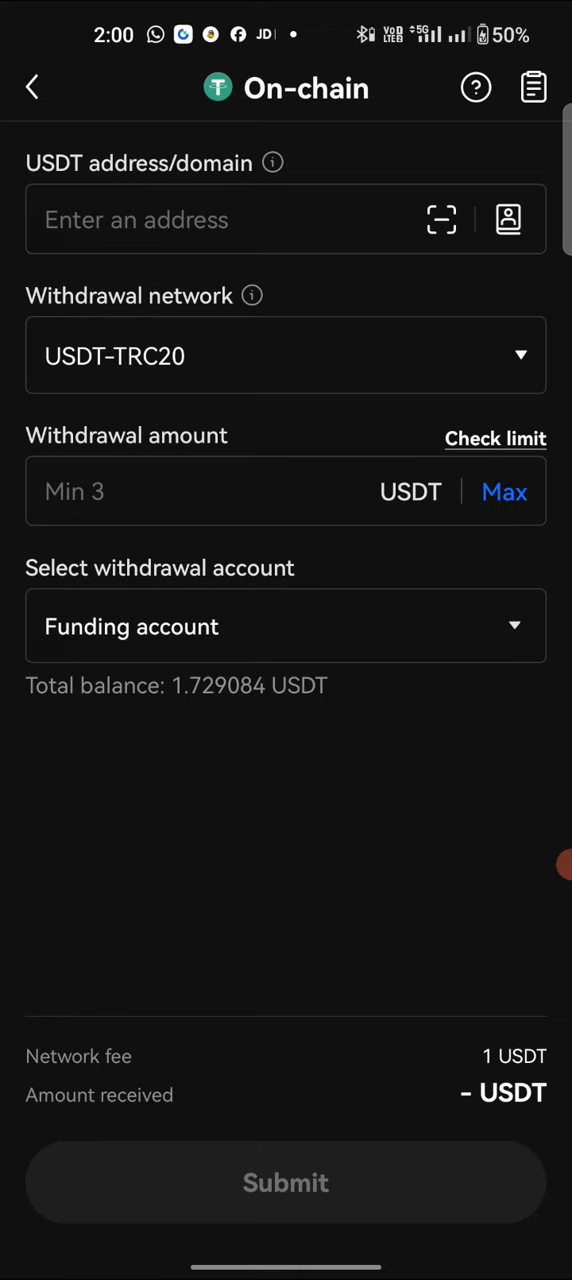 2:00 JD 5G 50%
On-chain
USDT address/domain
Enter an address
Withdrawal network
USDT-TRC20
Withdrawal amount Check limit
Min 3 USDT Max
Select withdrawal account
Funding account
Total balance: 1.729084 USDT
Network fee 1 USDT
Amount received - USDT
Submit